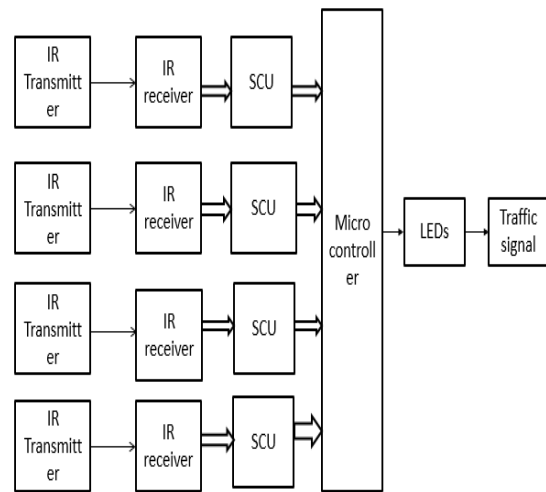 IR
Transmitt
er
IR
receiver
SCU
IR
Transmitt
er
IR
receiver
SCU
Micro
controll
er
LEDs
Traffic
signal
IR
Transmitt
er
IR
receiver
SCU
IR
Transmitt
er
IR
receiver
SCU